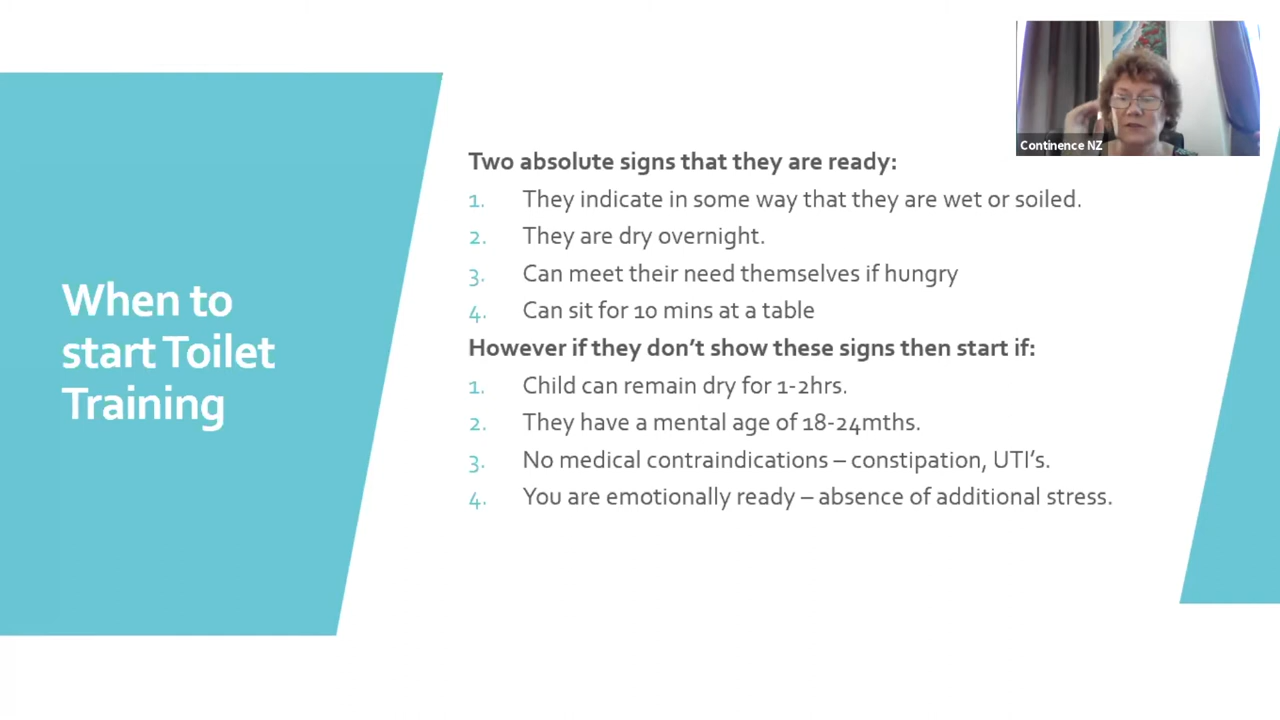 Continence NZ
When to
start Toilet
Training
Two absolute signs that they are ready:
1. They indicate in some way that they are wet or soiled.
2. They are dry overnight.
3. Can meet their need themselves if hungry
4. Can sit for 10 mins at a table
However if they don’t show these signs then start if:
1. Child can remain dry for 1-2hrs.
2. They have a mental age of 18-24mths.
3. No medical contraindications – constipation, UTI’s.
4. You are emotionally ready – absence of additional stress.